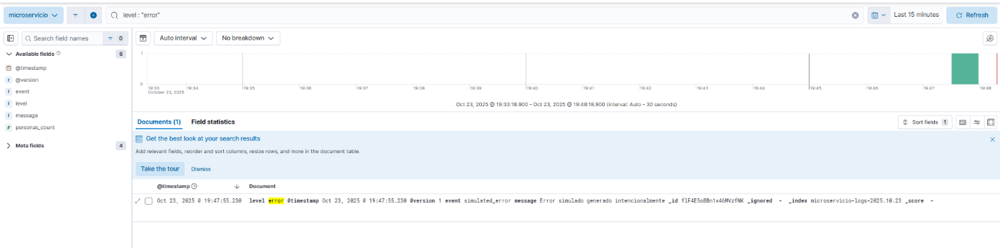 microservicio
level : "error"
Last 15 minutes
Refresh
Search field names
0
Auto interval
No breakdown
Available fields
6
@timestamp
@version
event
level
message
personas_count
Meta fields
4
1
0
19:33 19:34 19:35 19:36 19:37 19:38 19:39 19:40 19:41 19:42 19:43 19:44 19:45 19:46 19:47 19:48
October 23, 2025
Oct 23, 2025 @ 19:33:18.900 - Oct 23, 2025 @ 19:48:18.900 (interval: Auto - 30 seconds)
Documents (1) Field statistics
Sort fields 1
Get the best look at your search results
Add relevant fields, reorder and sort columns, resize rows, and more in the document table.
Take the tour Dismiss
@timestamp Document
Oct 23, 2025 @ 19:47:55.230 level error @timestamp Oct 23, 2025 @ 19:47:55.230 @version 1 event simulated_error message Error simulado generado intencionalmente _id _ignored - _index microservicio-logs-2025.10.23 _score -